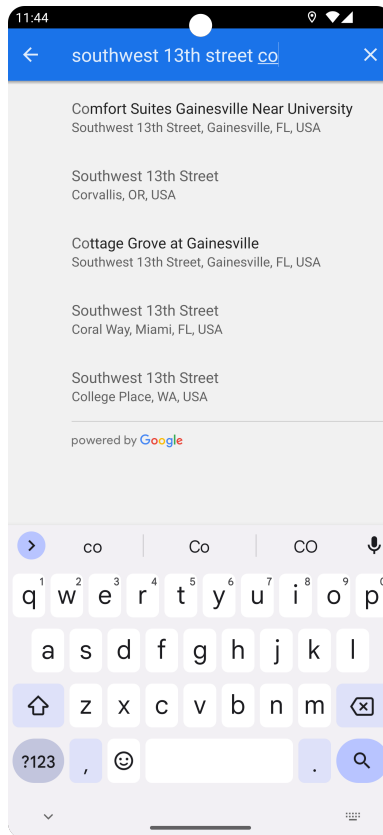 11:44
southwest 13th street co
Comfort Suites Gainesville Near University
Southwest 13th Street, Gainesville, FL, USA
Southwest 13th Street
Corvallis, OR, USA
Cottage Grove at Gainesville
Southwest 13th Street, Gainesville, FL, USA
Southwest 13th Street
Coral Way, Miami, FL, USA
Southwest 13th Street
College Place, WA, USA
powered by Google
co Co CO
q 1 w 2 e 3 r 4 t 5 y 6 u 7 i 8 o 9 p 0
a s d f g h j k l
z x c v b n m
?123 , .